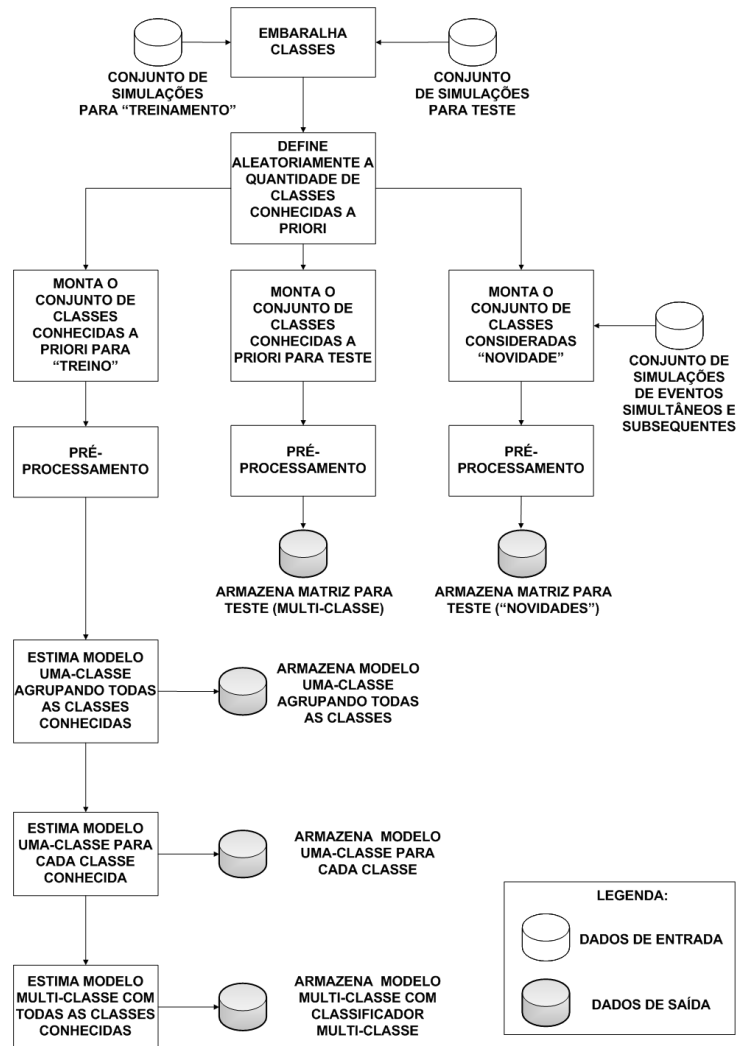 EMBARALHA
CLASSES
CONJUNTO DE
SIMULAÇÕES
PARA “TREINAMENTO”
CONJUNTO
DE SIMULAÇÕES
PARA TESTE
DEFINE
ALEATORIAMENTE A
QUANTIDADE DE
CLASSES
CONHECIDAS A
PRIORI
MONTA O
CONJUNTO DE
CLASSES
CONHECIDAS A
PRIORI PARA
“TREINO”
MONTA O
CONJUNTO DE
CLASSES
CONHECIDAS A
PRIORI PARA TESTE
MONTA O
CONJUNTO DE
CLASSES
CONSIDERADAS
“NOVIDADE”
CONJUNTO DE
SIMULAÇÕES
DE EVENTOS
SIMULTÂNEOS E
SUBSEQUENTES
PRÉ-
PROCESSAMENTO
PRÉ-
PROCESSAMENTO
PRÉ-
PROCESSAMENTO
ARMAZENA MATRIZ PARA
TESTE (MULTI-CLASSE)
ARMAZENA MATRIZ PARA
TESTE (“NOVIDADES”)
ESTIMA MODELO
UMA-CLASSE
AGRUPANDO TODAS
AS CLASSES
CONHECIDAS
ARMAZENA MODELO
UMA-CLASSE
AGRUPANDO TODAS
AS CLASSES
ESTIMA MODELO
UMA-CLASSE PARA
CADA CLASSE
CONHECIDA
ARMAZENA MODELO
UMA-CLASSE PARA
CADA CLASSE
ESTIMA MODELO
MULTI-CLASSE COM
TODAS AS CLASSES
CONHECIDAS
ARMAZENA MODELO
MULTI-CLASSE COM
CLASSIFICADOR
MULTI-CLASSE
LEGENDA:
DADOS DE ENTRADA
DADOS DE SAÍDA